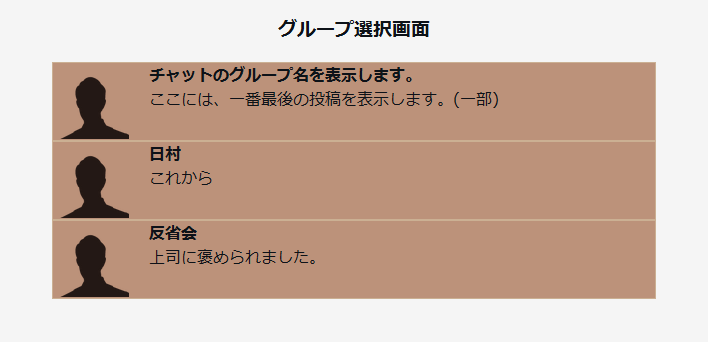 グループ選択画面
チャットのグループ名を表示します。
ここには、一番最後の投稿を表示します。(一部)
日村
これから
反省会
上司に褒められました。